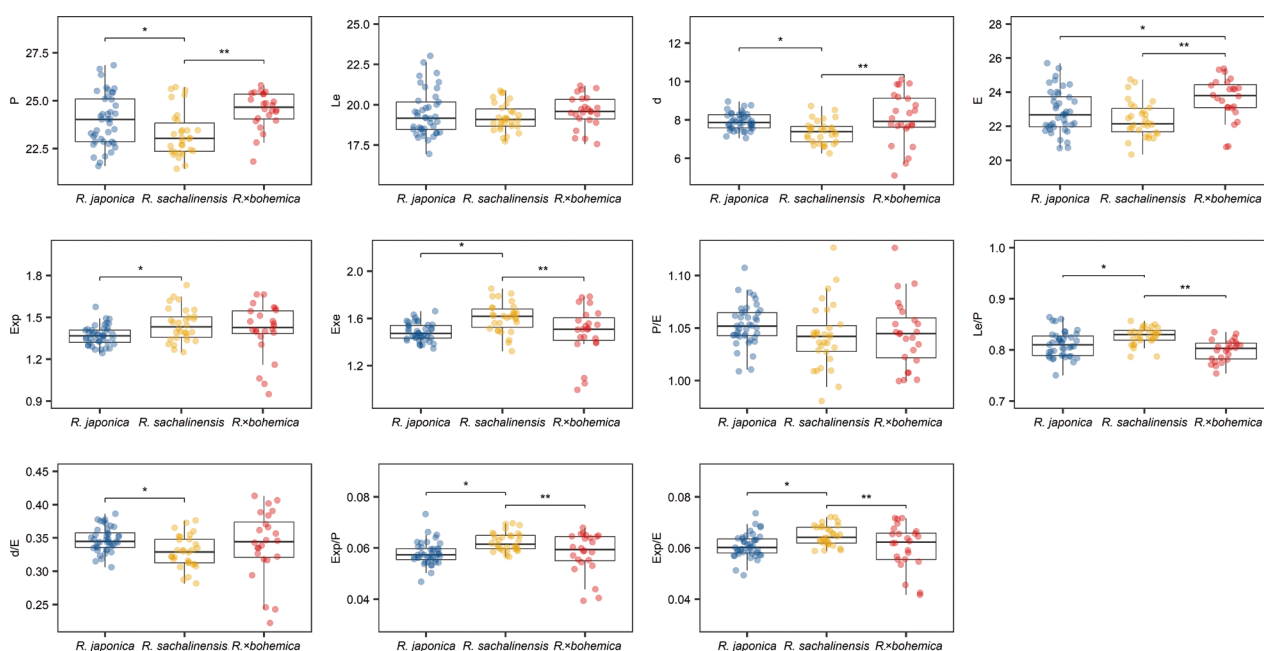 P
27.5
25.0
22.5
*
**
R. japonica R. sachalinensis R.×bohemica
Le
25.0
22.5
20.0
17.5
R. japonica R. sachalinensis R.×bohemica
d
12
10
8
6
*
**
R. japonica R. sachalinensis R.×bohemica
E
28
26
24
22
20
*
**
R. japonica R. sachalinensis R.×bohemica
Exp
1.8
1.5
1.2
0.9
*
R. japonica R. sachalinensis R.×bohemica
Exe
2.0
1.6
1.2
*
**
R. japonica R. sachalinensis R.×bohemica
P/E
1.10
1.05
1.00
R. japonica R. sachalinensis R.×bohemica
Le/P
1.0
0.9
0.8
0.7
*
**
R. japonica R. sachalinensis R.×bohemica
d/E
0.45
0.40
0.35
0.30
0.25
*
R. japonica R. sachalinensis R.×bohemica
Exp/P
0.08
0.06
0.04
*
**
R. japonica R. sachalinensis R.×bohemica
Exp/E
0.08
0.06
0.04
*
**
R. japonica R. sachalinensis R.×bohemica